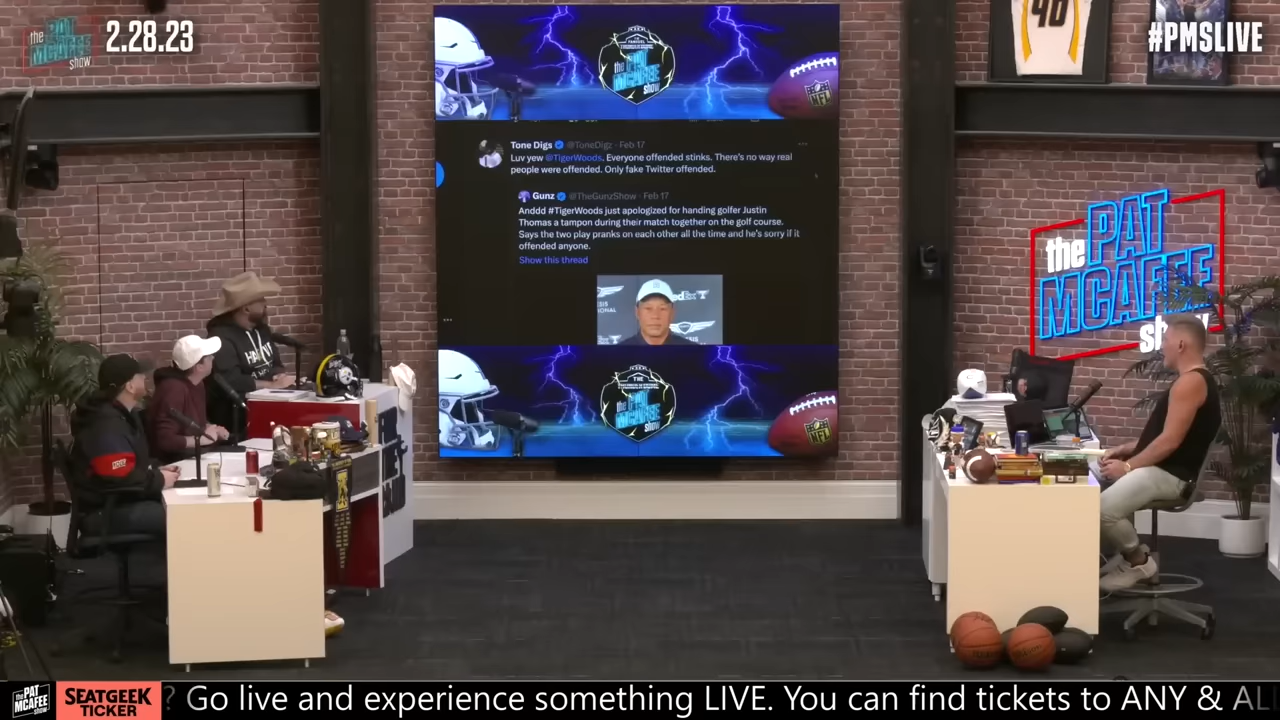 the PAT MCAFEE show
2.28.23
#PMSLIVE
48
the PAT MCAFEE show
NFL
Tone Digs @ToneDigz · Feb 17
Luv yew @TigerWoods. Everyone offended stinks. There's no way real
people were offended. Only fake Twitter offended.
Gunz @TheGunzShow · Feb 17
Anddd #TigerWoods just apologized for handing golfer Justin
Thomas a tampon during their match together on the golf course.
Says the two play pranks on each other all the time and he's sorry if it
offended anyone.
Show this thread
FedEx
the PAT MCAFEE show
NFL
the PAT MCAFEE show
the PAT MCAFEE show
SEATGEEK
TICKER
? Go live and experience something LIVE. You can find tickets to ANY & AL